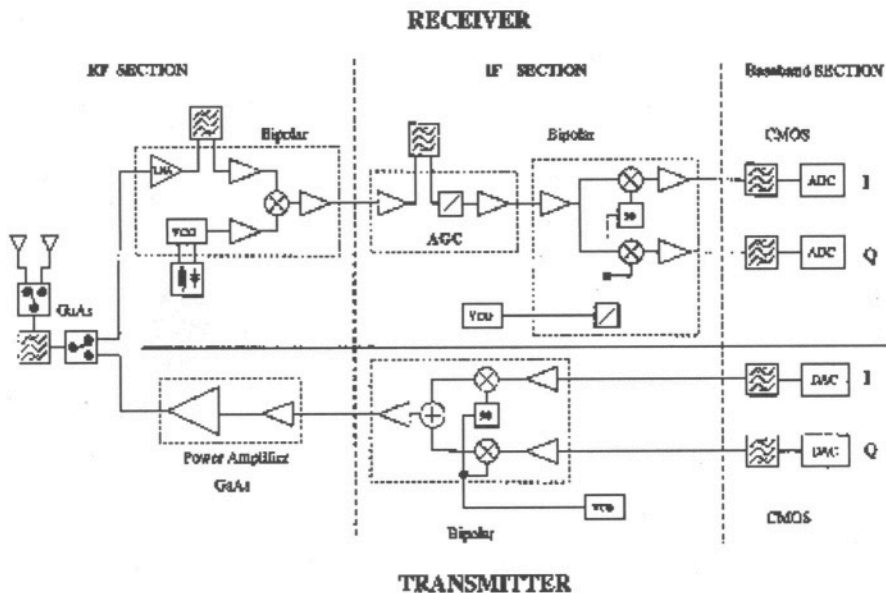 RECEIVER
RF SECTION
IF SECTION
Baseband SECTION
Bipolar
Bipolar
CMOS
LNA
ADC
I
90
VCO
AGC
ADC
Q
GaAs
VCO
DAC
I
90
Power Amplifier
DAC
Q
GaAs
VCO
Bipolar
CMOS
TRANSMITTER